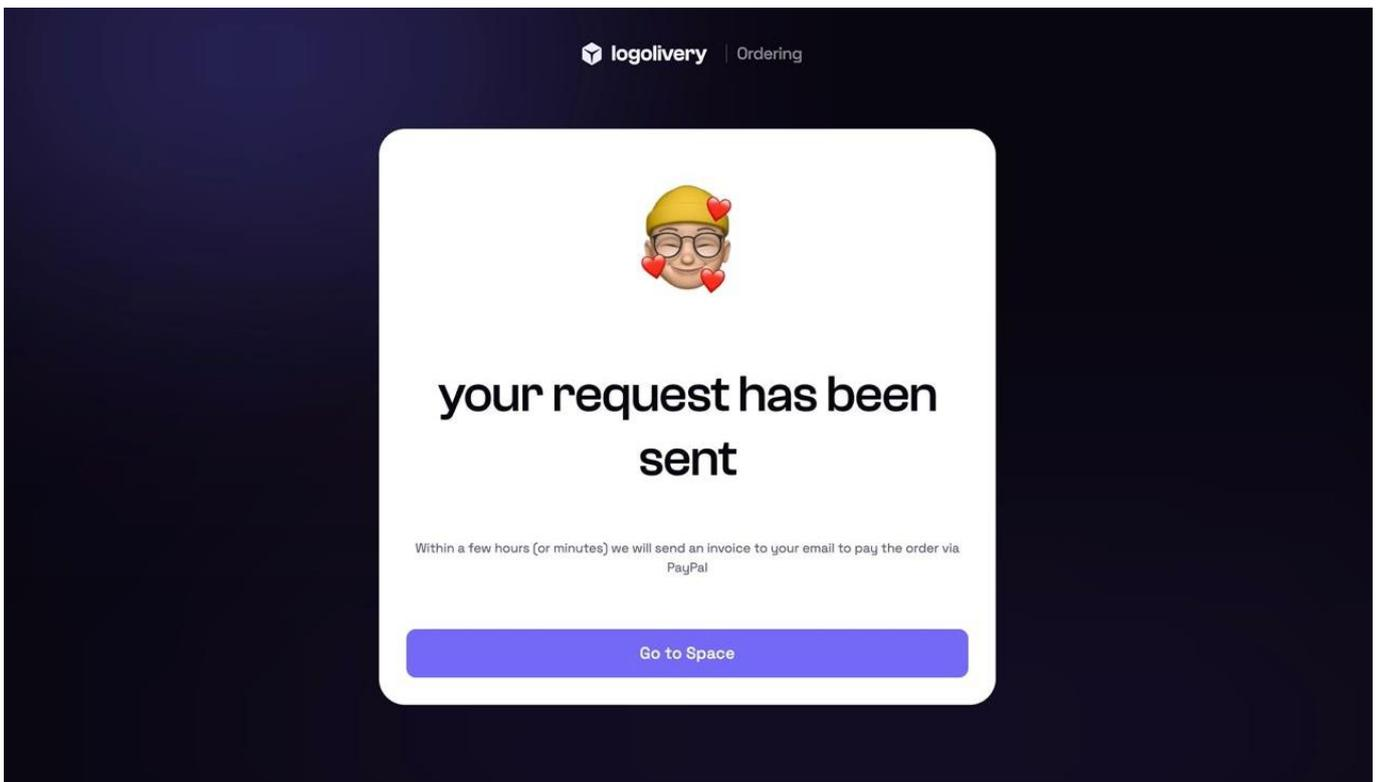 logolivery | Ordering
your request has been
sent
Within a few hours (or minutes) we will send an invoice to your email to pay the order via
PayPal
Go to Space